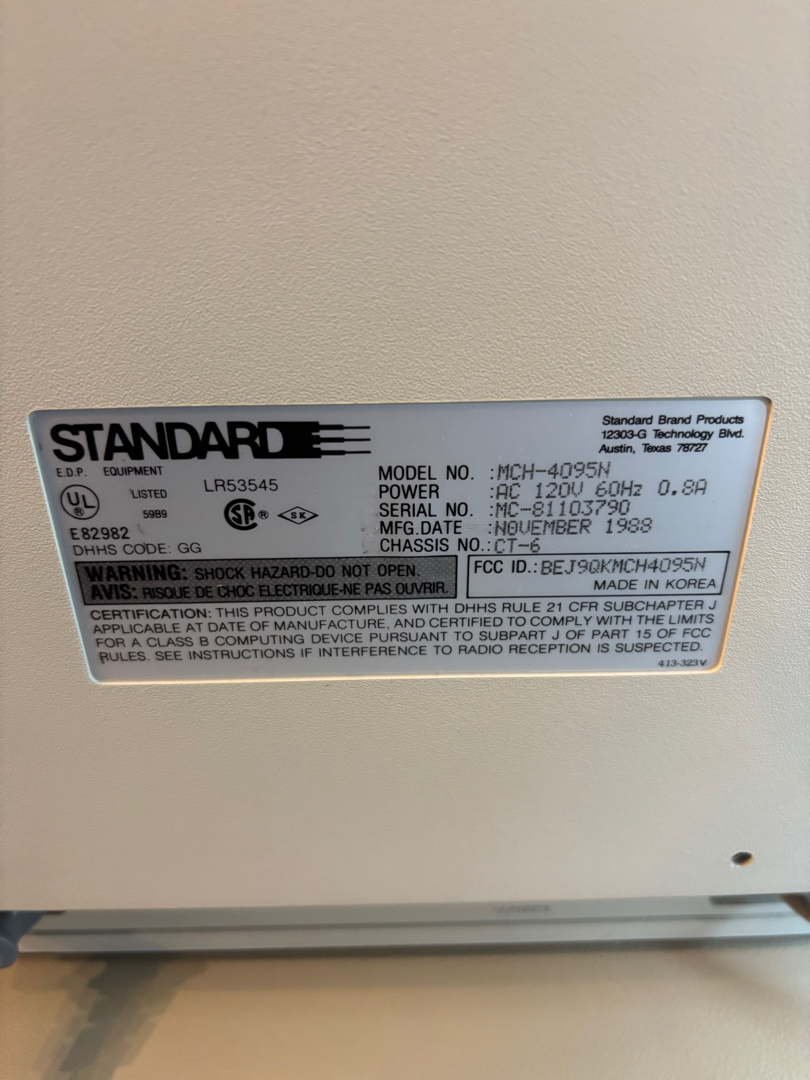 STANDARD
Standard Brand Products
12303-G Technology Blvd.
Austin, Texas 78727
E.D.P. EQUIPMENT
UL
®
LISTED
59B9
LR53545
SA ®
SK
E82982
DHHS CODE: GG
MODEL NO. :MCH-4095N
POWER :AC 120V 60Hz 0.8A
SERIAL NO. :MC-81103790
MFG.DATE :NOVEMBER 1988
CHASSIS NO.:CT-6
WARNING: SHOCK HAZARD-DO NOT OPEN.
AVIS: RISQUE DE CHOC ELECTRIQUE-NE PAS OUVRIR.
FCC ID.:BEJ9QKMCH4095N
MADE IN KOREA
CERTIFICATION: THIS PRODUCT COMPLIES WITH DHHS RULE 21 CFR SUBCHAPTER J
APPLICABLE AT DATE OF MANUFACTURE, AND CERTIFIED TO COMPLY WITH THE LIMITS
FOR A CLASS B COMPUTING DEVICE PURSUANT TO SUBPART J OF PART 15 OF FCC
RULES. SEE INSTRUCTIONS IF INTERFERENCE TO RADIO RECEPTION IS SUSPECTED.
413-323V